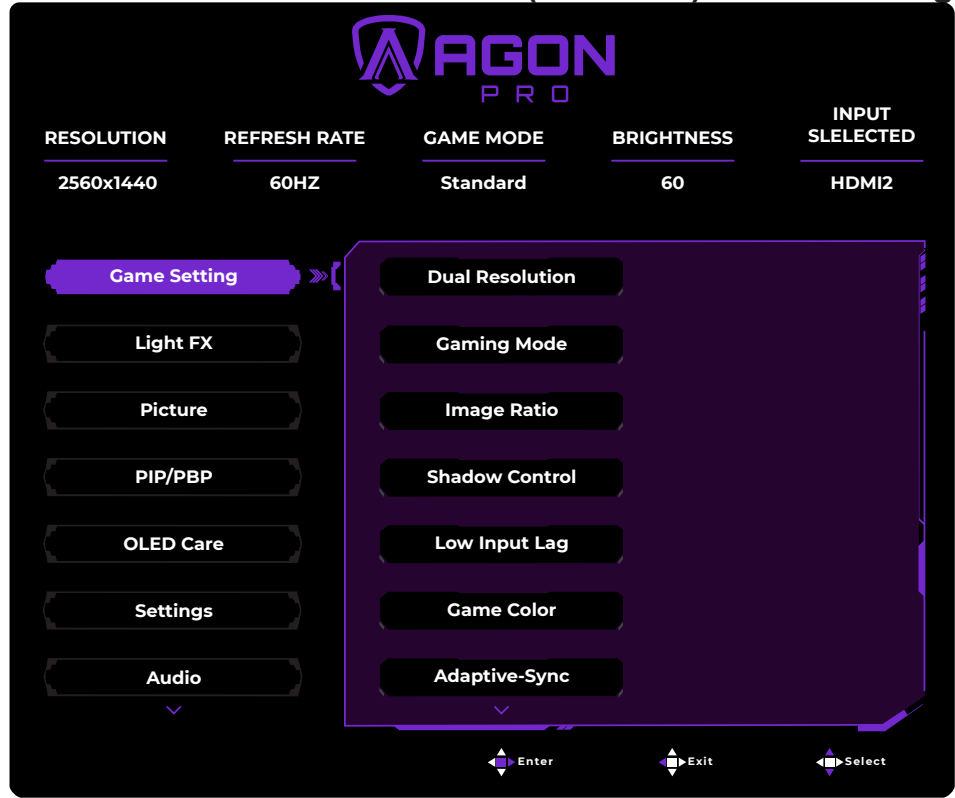 AGON
PRO
RESOLUTION
REFRESH RATE
GAME MODE
BRIGHTNESS
INPUT
SLELECTED
2560x1440
60HZ
Standard
60
HDMI2
Game Setting
Light FX
Picture
PIP/PBP
OLED Care
Settings
Audio
Dual Resolution
Gaming Mode
Image Ratio
Shadow Control
Low Input Lag
Game Color
Adaptive-Sync
Enter
Exit
Select